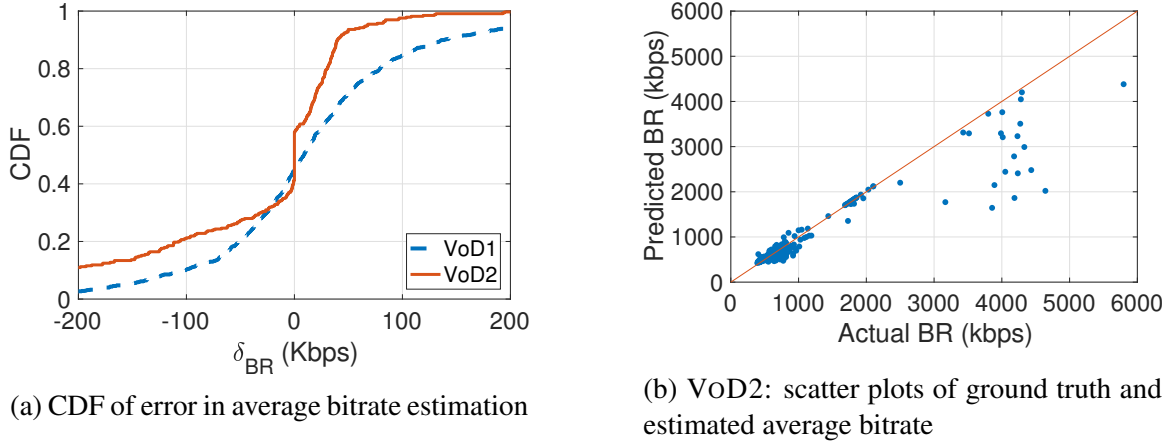 1
0.8
0.6
0.4
0.2
0
CDF
-200
-100
0
100
200
δBR (Kbps)
VoD1
VoD2
(a) CDF of error in average bitrate estimation
6000
5000
4000
3000
2000
1000
0
Predicted BR (kbps)
0
1000
2000
3000
4000
5000
6000
Actual BR (kbps)
(b) VOD2: scatter plots of ground truth and
estimated average bitrate